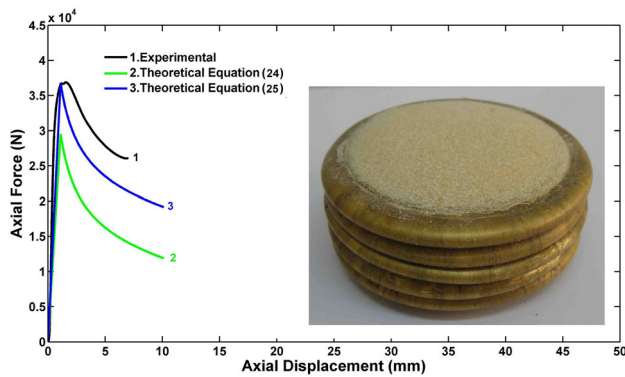 x 10⁴
4.5
4
3.5
3
2.5
2
1.5
1
0.5
0
Axial Force (N)
1.Experimental
2.Theoretical Equation (24)
3.Theoretical Equation (25)
1
3
2
0 5 10 15 20 25 30 35 40 45 50
Axial Displacement (mm)